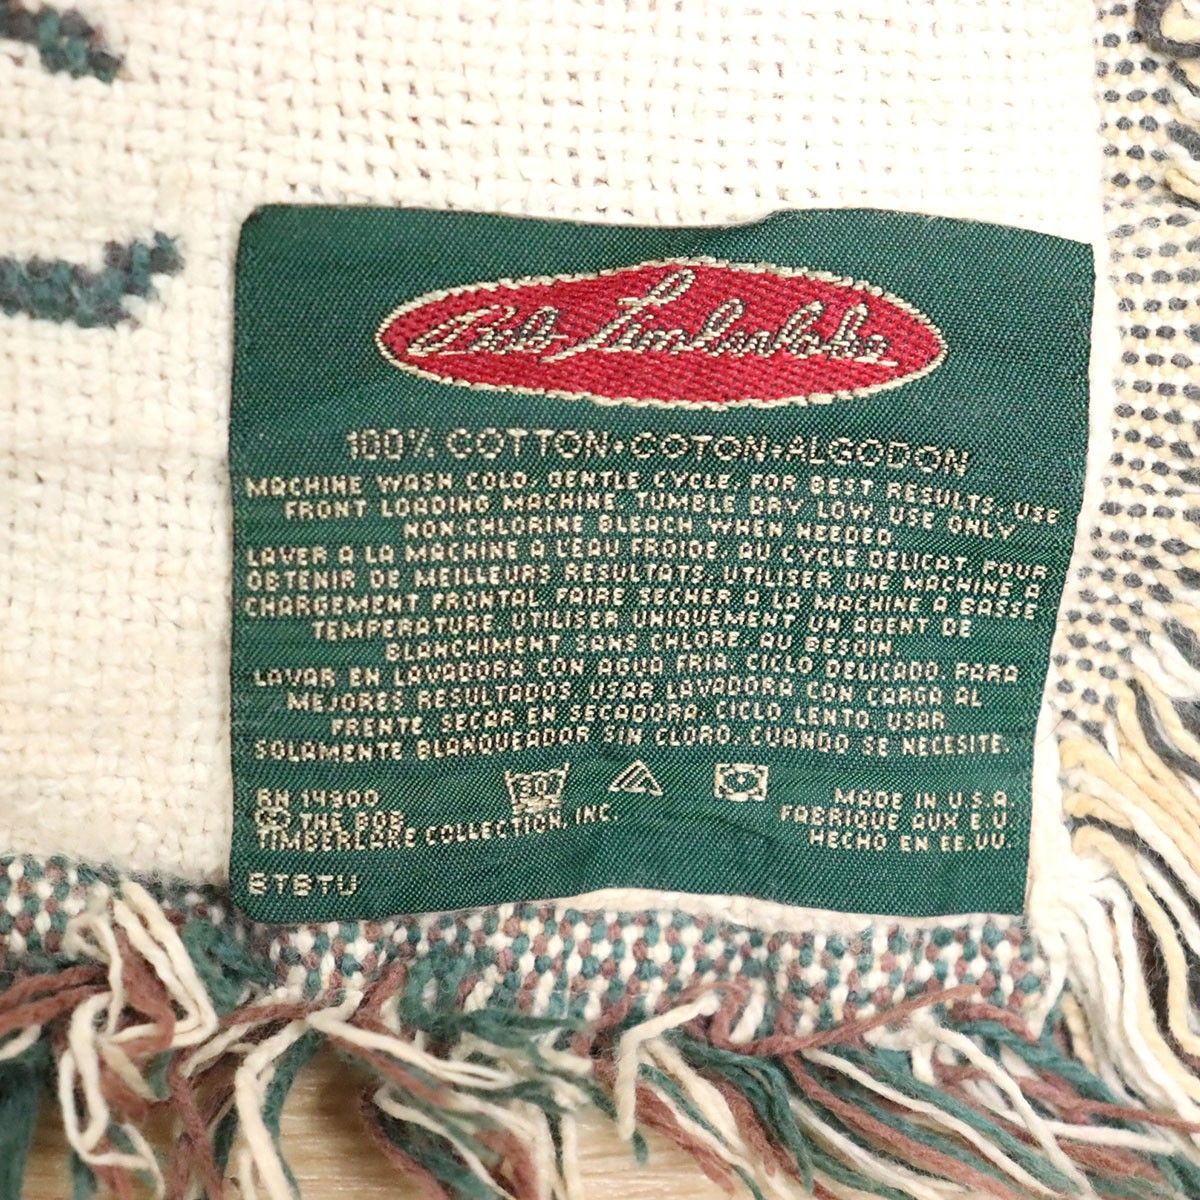 Bob Timberlake
100% COTTON•COTON•ALGODON
MACHINE WASH COLD, GENTLE CYCLE, FOR BEST RESULTS, USE
FRONT LOADING MACHINE, TUMBLE DRY LOW, USE ONLY
NON CHLORINE BLEACH WHEN NEEDED.
LAVER A LA MACHINE A L'EAU FROIDE, AU CYCLE DELICAT, POUR
OBTENIR DE MEILLEURS RESULTATS, UTILISER UNE MACHINE A
CHARGEMENT FRONTAL FAIRE SECHER A LA MACHINE A BASSE
TEMPERATURE UTILISER UNIQUEMENT UN AGENT DE
BLANCHIMENT SANS CHLORE, AU BESOIN.
LAVAR EN LAVADORA CON AGUA FRIA, CICLO DELICADO, PARA
MEJORES RESULTADOS, USAR LAVADORA CON CARGA AL
FRENTE SECAR EN SECADORA, CICLO LENTO, USAR
SOLAMENTE BLANQUEADOR SIN CLORO, CUANDO SE NECESITE.
RN 14900
© THE BOB
TIMBERLAKE COLLECTION, INC.
30°
MADE IN U.S.A.
FABRIQUE AUX E.U.
HECHO EN EE.UU.
BTBTU